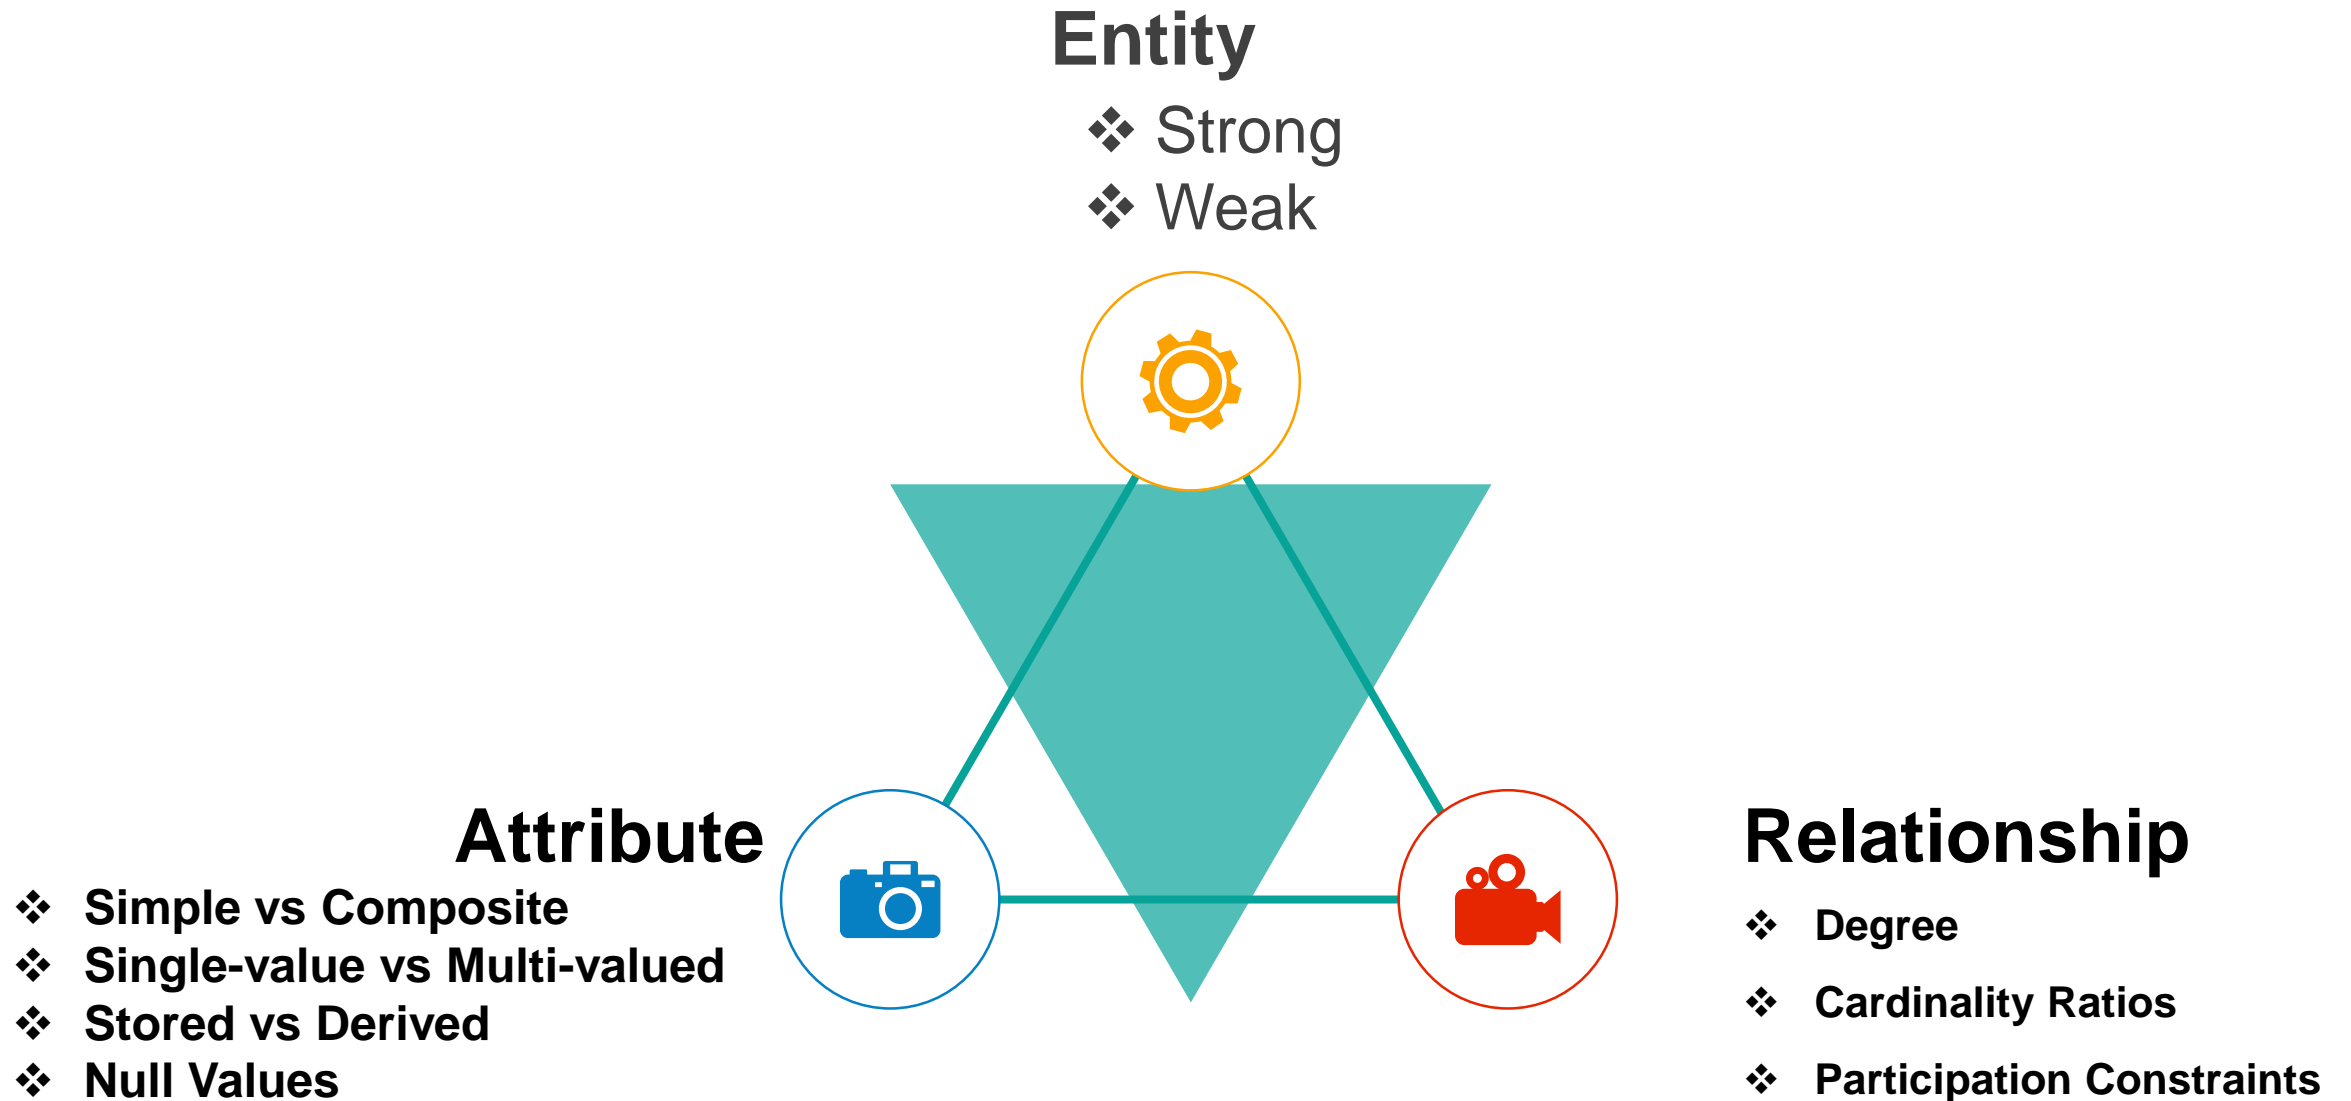 Entity
❖ Strong
❖ Weak
Attribute
❖ Simple vs Composite
❖ Single-value vs Multi-valued
❖ Stored vs Derived
❖ Null Values
Relationship
❖ Degree
❖ Cardinality Ratios
❖ Participation Constraints